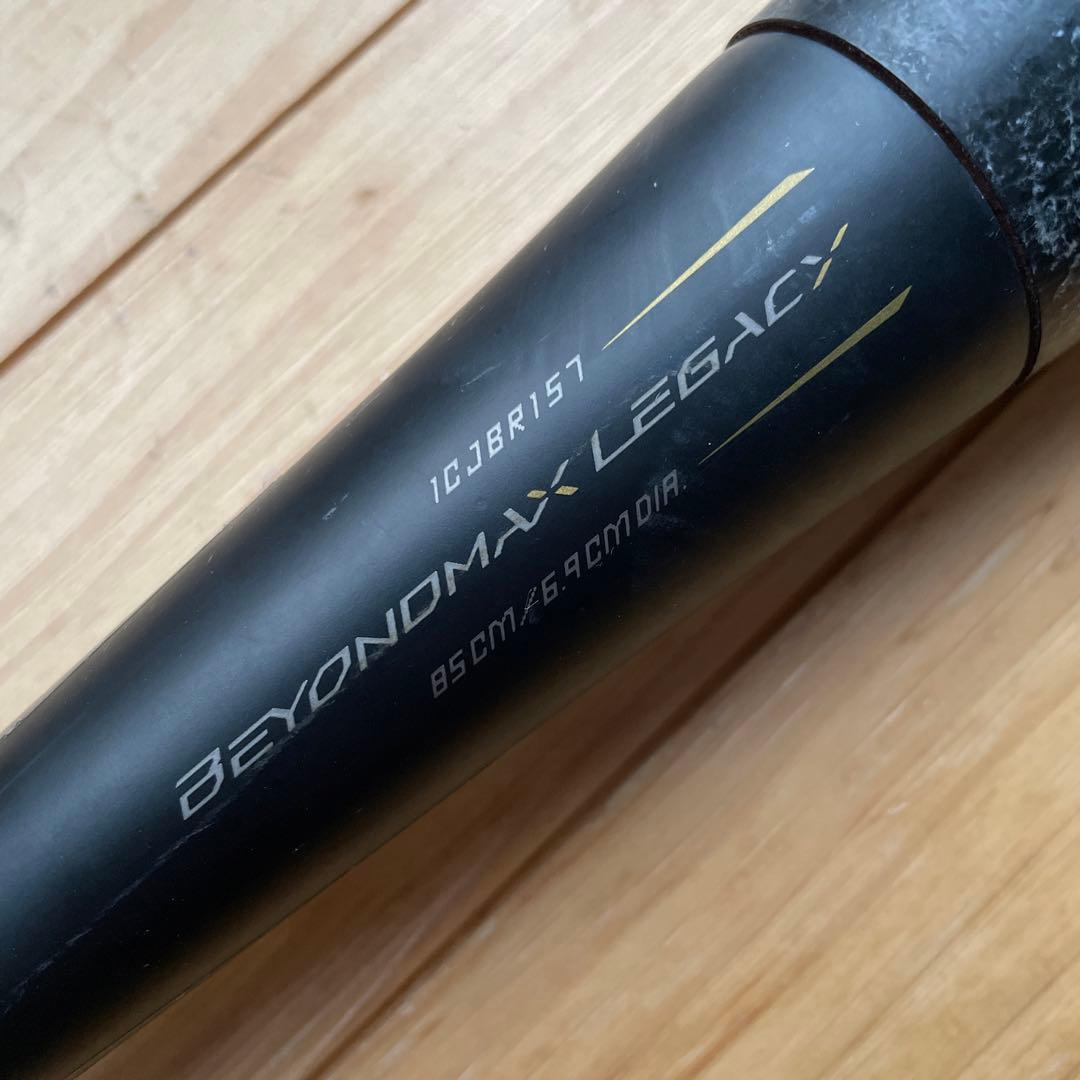 1CJBR157
BEYONDMAX LEGACY
85CM/6.9CM DIA.